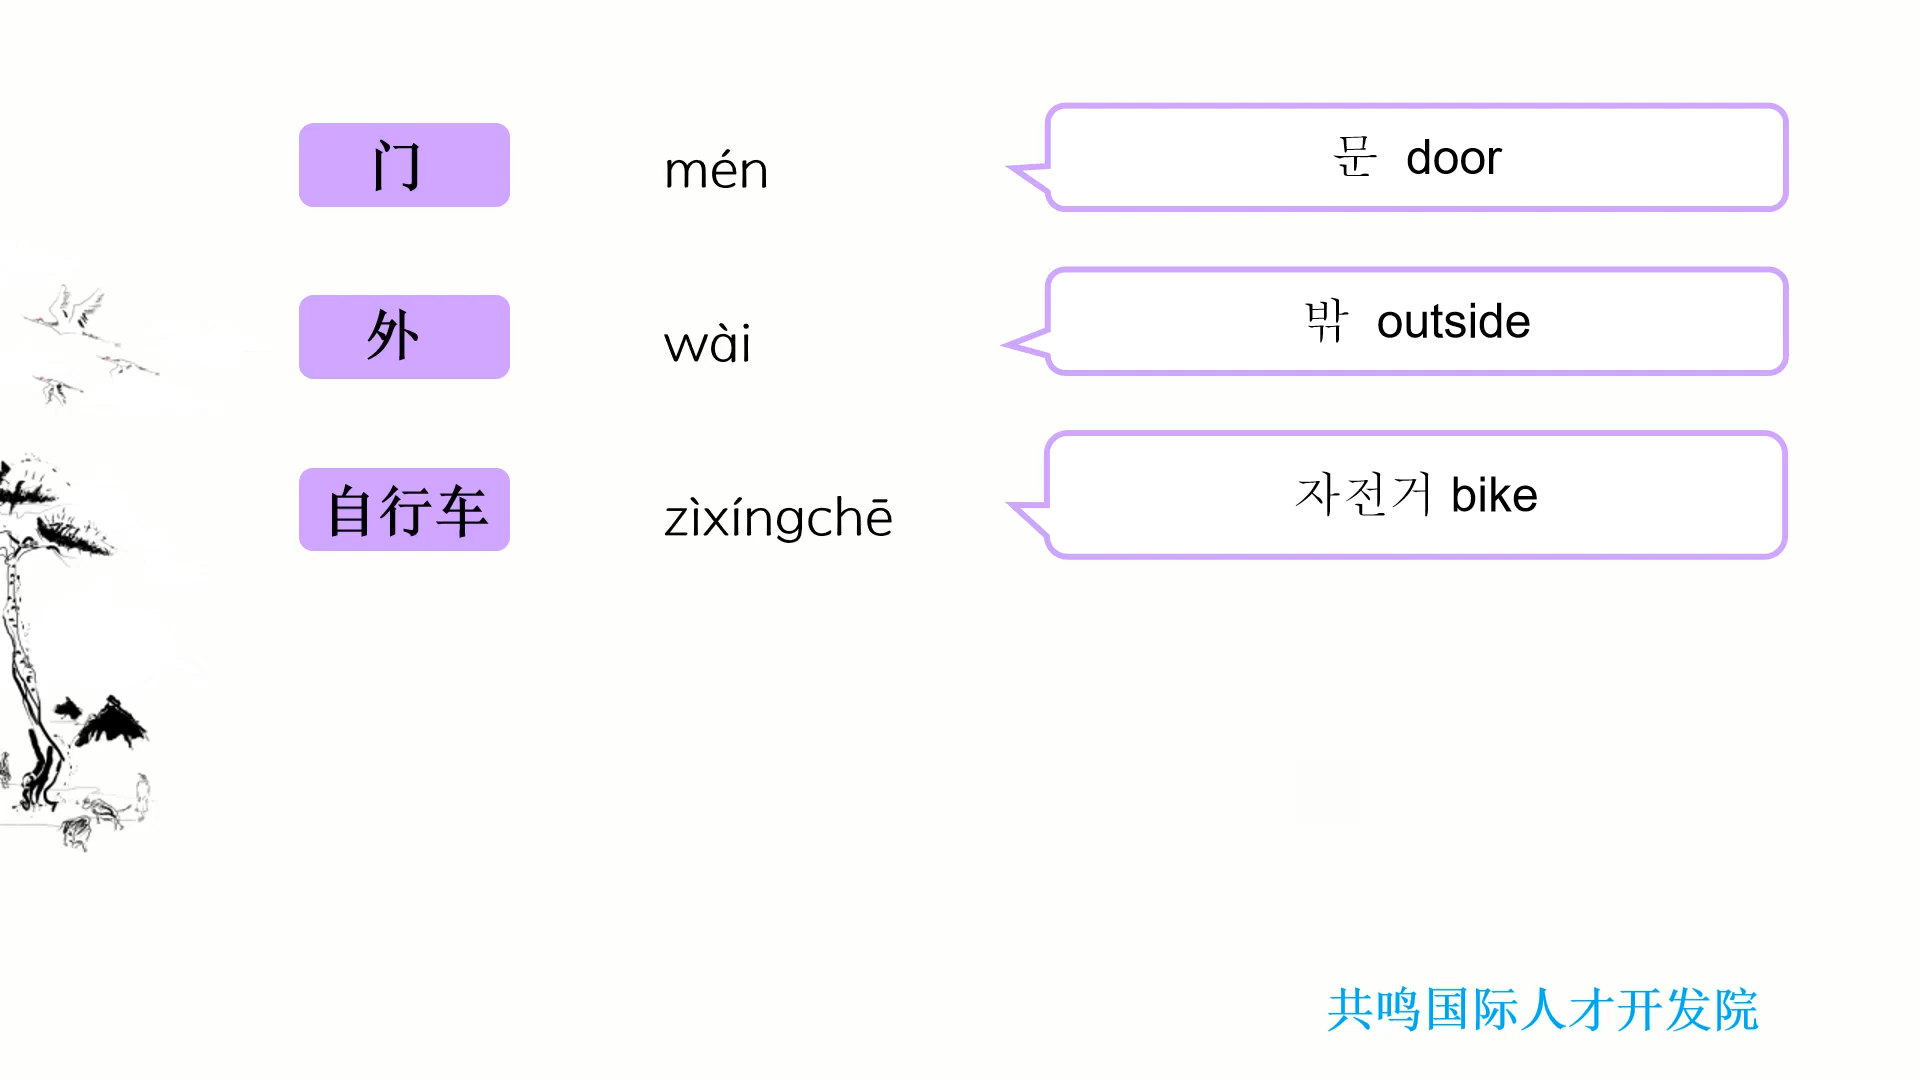 门 mén 문 door
外 wài 밖 outside
自行车 zìxíngchē 자전거 bike
共鸣国际人才开发院